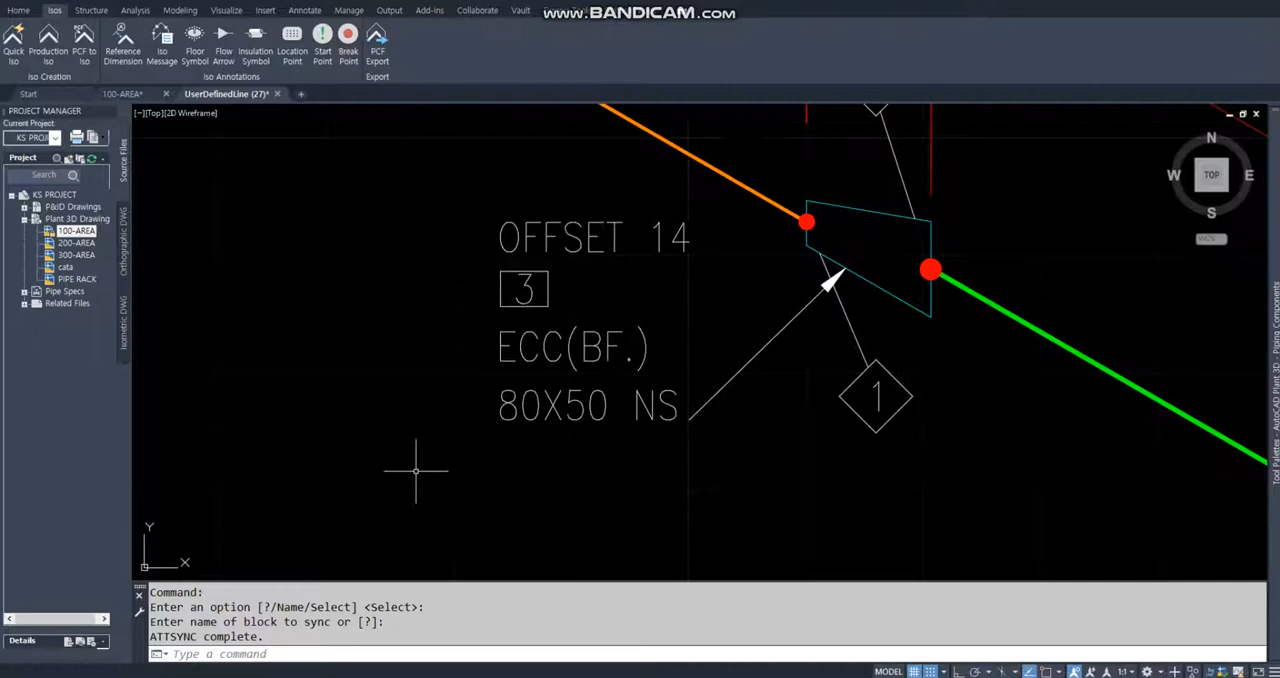 www.BANDICAM.com
Home Isos Structure Analysis Modeling Visualize Insert Annotate Manage Output Add-ins Collaborate Vault
Quick Iso
Production Iso
PCF to Iso
Reference Dimension
Iso Message
Floor Symbol
Flow Arrow
Insulation Symbol
Location Point
Start Point
Break Point
PCF Export
Iso Creation
Iso Annotations
Export
Start
100-AREA*
UserDefinedLine (27)*
PROJECT MANAGER
Current Project:
KS PROJ
Project
Search
KS PROJECT
P&ID Drawings
Plant 3D Drawing
100-AREA
200-AREA
300-AREA
cata
PIPE RACK
Pipe Specs
Related Files
Details
Source Files
Orthographic DWG
Isometric DWG
[−][Top][2D Wireframe]
N
W TOP E
S
WCS
OFFSET 14
3
ECC(BF.)
80X50 NS
1
Y
X
Tool Palettes - AutoCAD Plant 3D - Piping Components
Command:
Enter an option [?/Name/Select] <Select>:
Enter name of block to sync or [?]:
ATTSYNC complete.
Type a command
MODEL
1:1